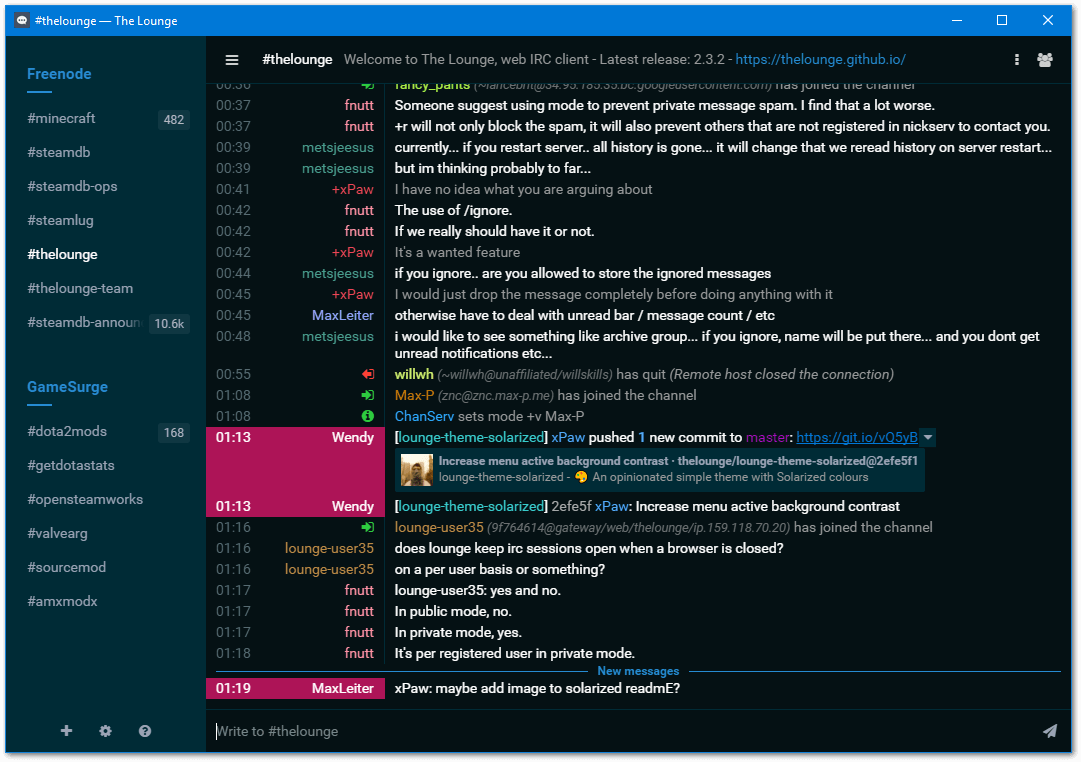 #thelounge — The Lounge
Freenode
#minecraft 482
#steamdb
#steamdb-ops
#steamlug
#thelounge
#thelounge-team
#steamdb-announ 10.6k
GameSurge
#dota2mods 168
#getdotastats
#opensteamworks
#valvearg
#sourcemod
#amxmodx
#thelounge Welcome to The Lounge, web IRC client - Latest release: 2.3.2 - https://thelounge.github.io/
00:36 fancy_pants (~lancebnt@34.95.185.35.bc.googleusercontent.com) has joined the channel
00:37 fnutt Someone suggest using mode to prevent private message spam. I find that a lot worse.
00:37 fnutt +r will not only block the spam, it will also prevent others that are not registered in nickserv to contact you.
00:39 metsjeesus currently... if you restart server.. all history is gone... it will change that we reread history on server restart...
00:39 metsjeesus but im thinking probably to far...
00:41 +xPaw I have no idea what you are arguing about
00:42 fnutt The use of /ignore.
00:42 fnutt If we really should have it or not.
00:42 +xPaw It's a wanted feature
00:44 metsjeesus if you ignore.. are you allowed to store the ignored messages
00:45 +xPaw I would just drop the message completely before doing anything with it
00:45 MaxLeiter otherwise have to deal with unread bar / message count / etc
00:48 metsjeesus i would like to see something like archive group... if you ignore, name will be put there... and you dont get
unread notifications etc...
00:55 willwh (~willwh@unaffiliated/willskills) has quit (Remote host closed the connection)
01:08 Max-P (znc@znc.max-p.me) has joined the channel
01:08 ChanServ sets mode +v Max-P
01:13 Wendy [lounge-theme-solarized] xPaw pushed 1 new commit to master: https://git.io/vQ5yB
Increase menu active background contrast · thelounge/lounge-theme-solarized@2efe5f1
lounge-theme-solarized - 🎨 An opinionated simple theme with Solarized colours
01:13 Wendy [lounge-theme-solarized] 2efe5f xPaw: Increase menu active background contrast
01:16 lounge-user35 (9f764614@gateway/web/thelounge/ip.159.118.70.20) has joined the channel
01:16 lounge-user35 does lounge keep irc sessions open when a browser is closed?
01:16 lounge-user35 on a per user basis or something?
01:17 fnutt lounge-user35: yes and no.
01:17 fnutt In public mode, no.
01:17 fnutt In private mode, yes.
01:18 fnutt It's per registered user in private mode.
New messages
01:19 MaxLeiter xPaw: maybe add image to solarized readmE?
Write to #thelounge